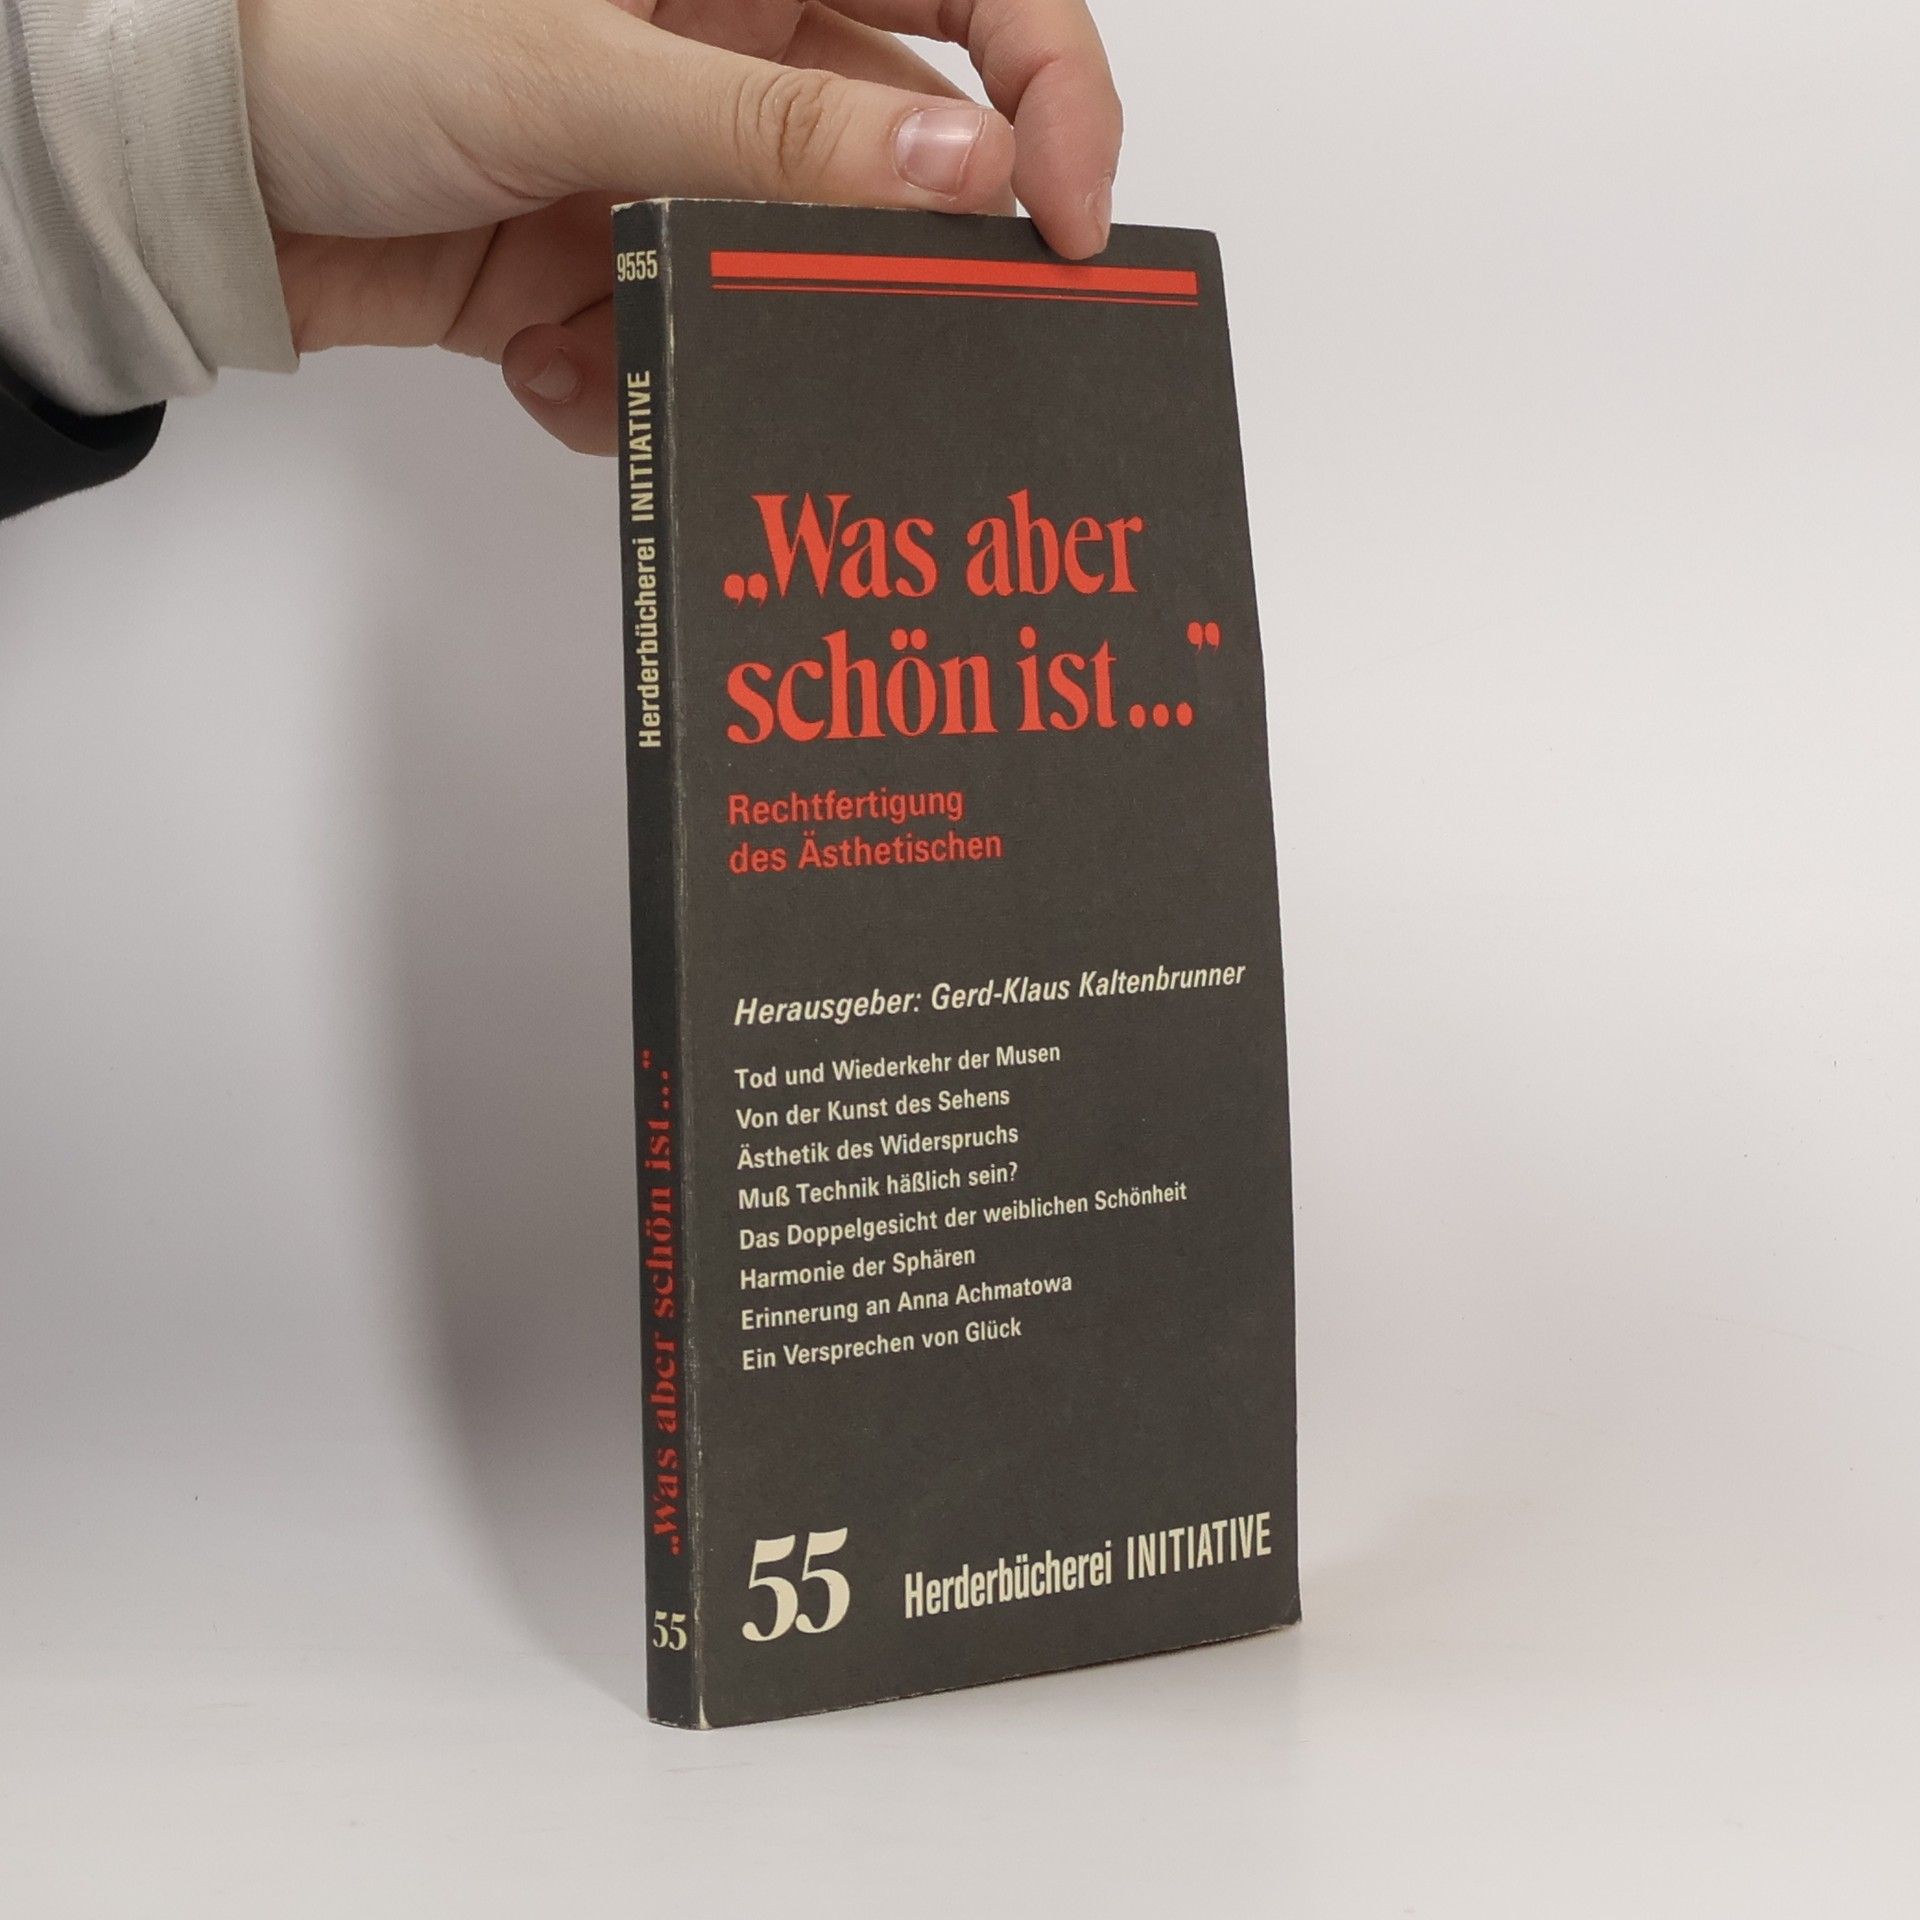 9555
Herderbücherei INITIATIVE
„Was aber schön ist..."
55
„Was aber
schön ist..."
Rechtfertigung
des Ästhetischen
Herausgeber: Gerd-Klaus Kaltenbrunner
Tod und Wiederkehr der Musen
Von der Kunst des Sehens
Ästhetik des Widerspruchs
Muß Technik häßlich sein?
Das Doppelgesicht der weiblichen Schönheit
Harmonie der Sphären
Erinnerung an Anna Achmatowa
Ein Versprechen von Glück
55 Herderbücherei INITIATIVE